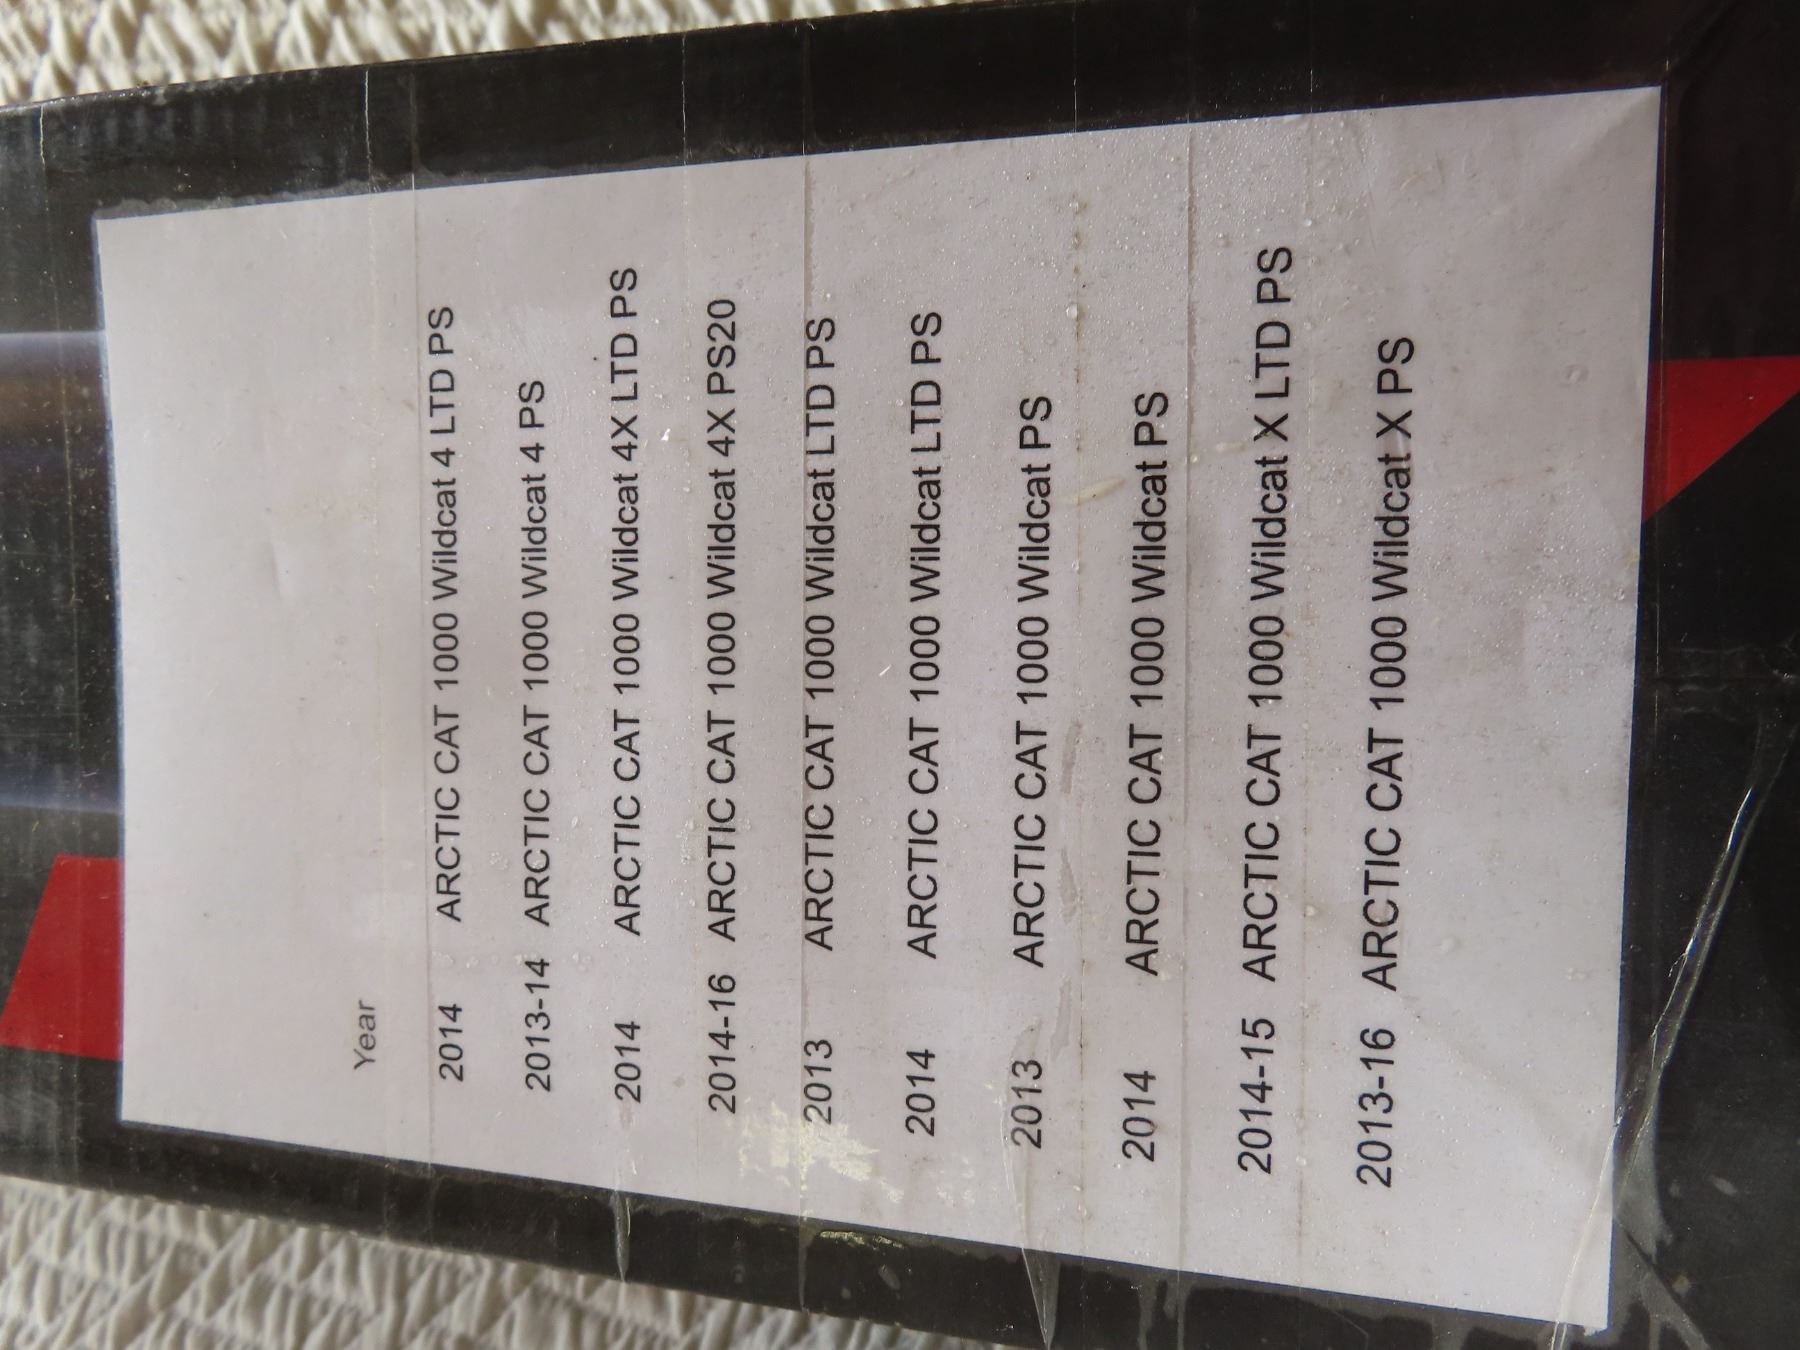 Year
2014 ARCTIC CAT 1000 Wildcat 4 LTD PS
2013-14 ARCTIC CAT 1000 Wildcat 4 PS
2014 ARCTIC CAT 1000 Wildcat 4X LTD PS
2014-16 ARCTIC CAT 1000 Wildcat 4X PS20
2013 ARCTIC CAT 1000 Wildcat LTD PS
2014 ARCTIC CAT 1000 Wildcat LTD PS
2013 ARCTIC CAT 1000 Wildcat PS
2014 ARCTIC CAT 1000 Wildcat PS
2014-15 ARCTIC CAT 1000 Wildcat X LTD PS
2013-16 ARCTIC CAT 1000 Wildcat X PS